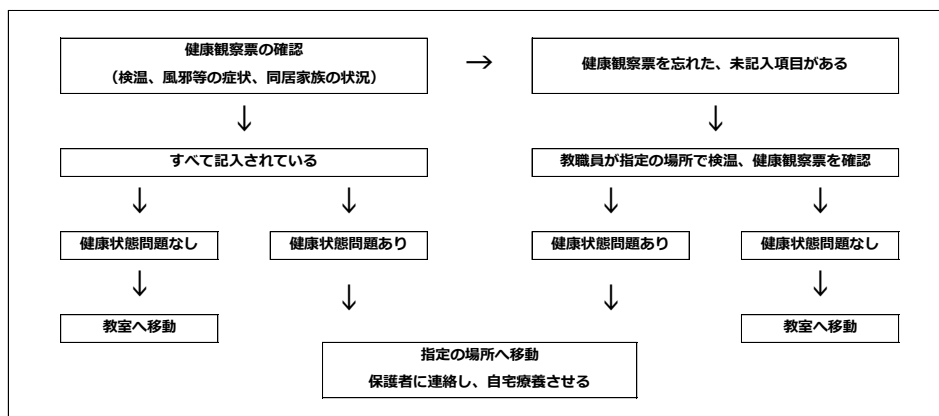 健康観察票の確認
（検温、風邪等の症状、同居家族の状況）
→
健康観察票を忘れた、未記入項目がある
↓
↓
すべて記入されている
教職員が指定の場所で検温、健康観察票を確認
↓
↓
↓
↓
健康状態問題なし
健康状態問題あり
健康状態問題あり
健康状態問題なし
↓
↓
↓
↓
教室へ移動
教室へ移動
指定の場所へ移動
保護者に連絡し、自宅療養させる